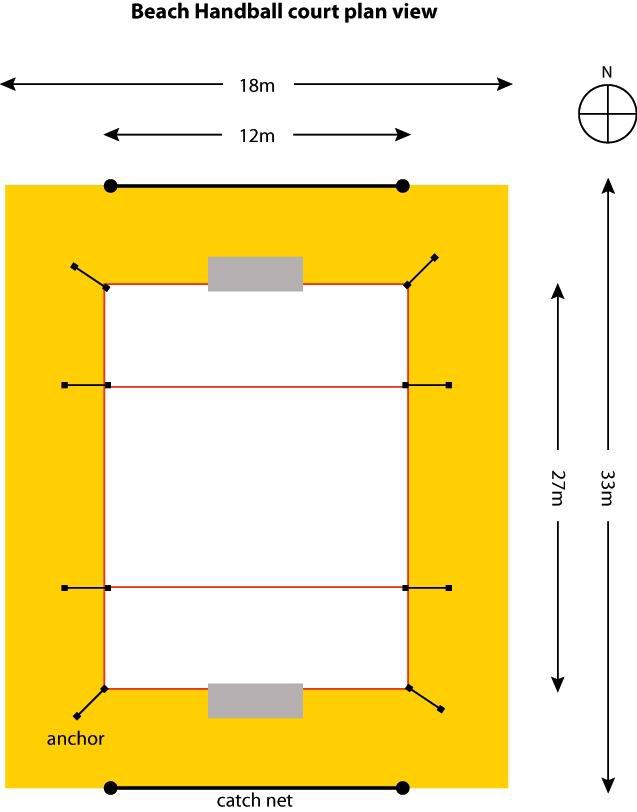 Beach Handball court plan view
18m
N
12m
27m
33m
anchor
catch net